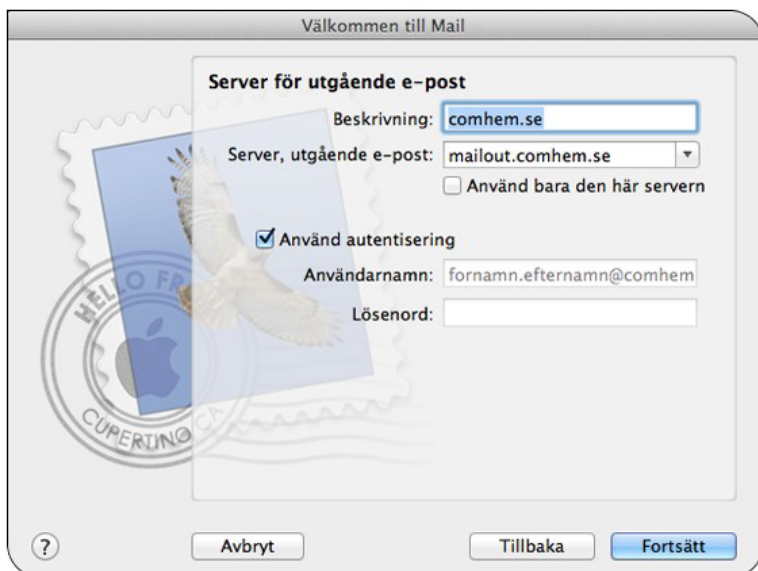 Välkommen till Mail
Server för utgående e-post
Beskrivning: comhem.se
Server, utgående e-post: mailout.comhem.se
Använd bara den här servern
Använd autentisering
Användarnamn: fornamn.efternamn@comhem
Lösenord:
HELLO FR
CUPERTINO CA
? Avbryt Tillbaka Fortsätt